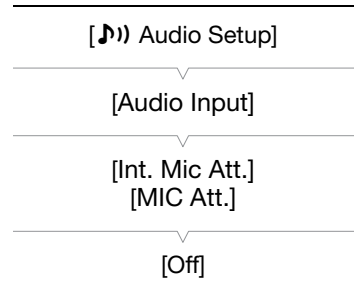 [♪)) Audio Setup]
[Audio Input]
[Int. Mic Att.]
[MIC Att.]
[Off]